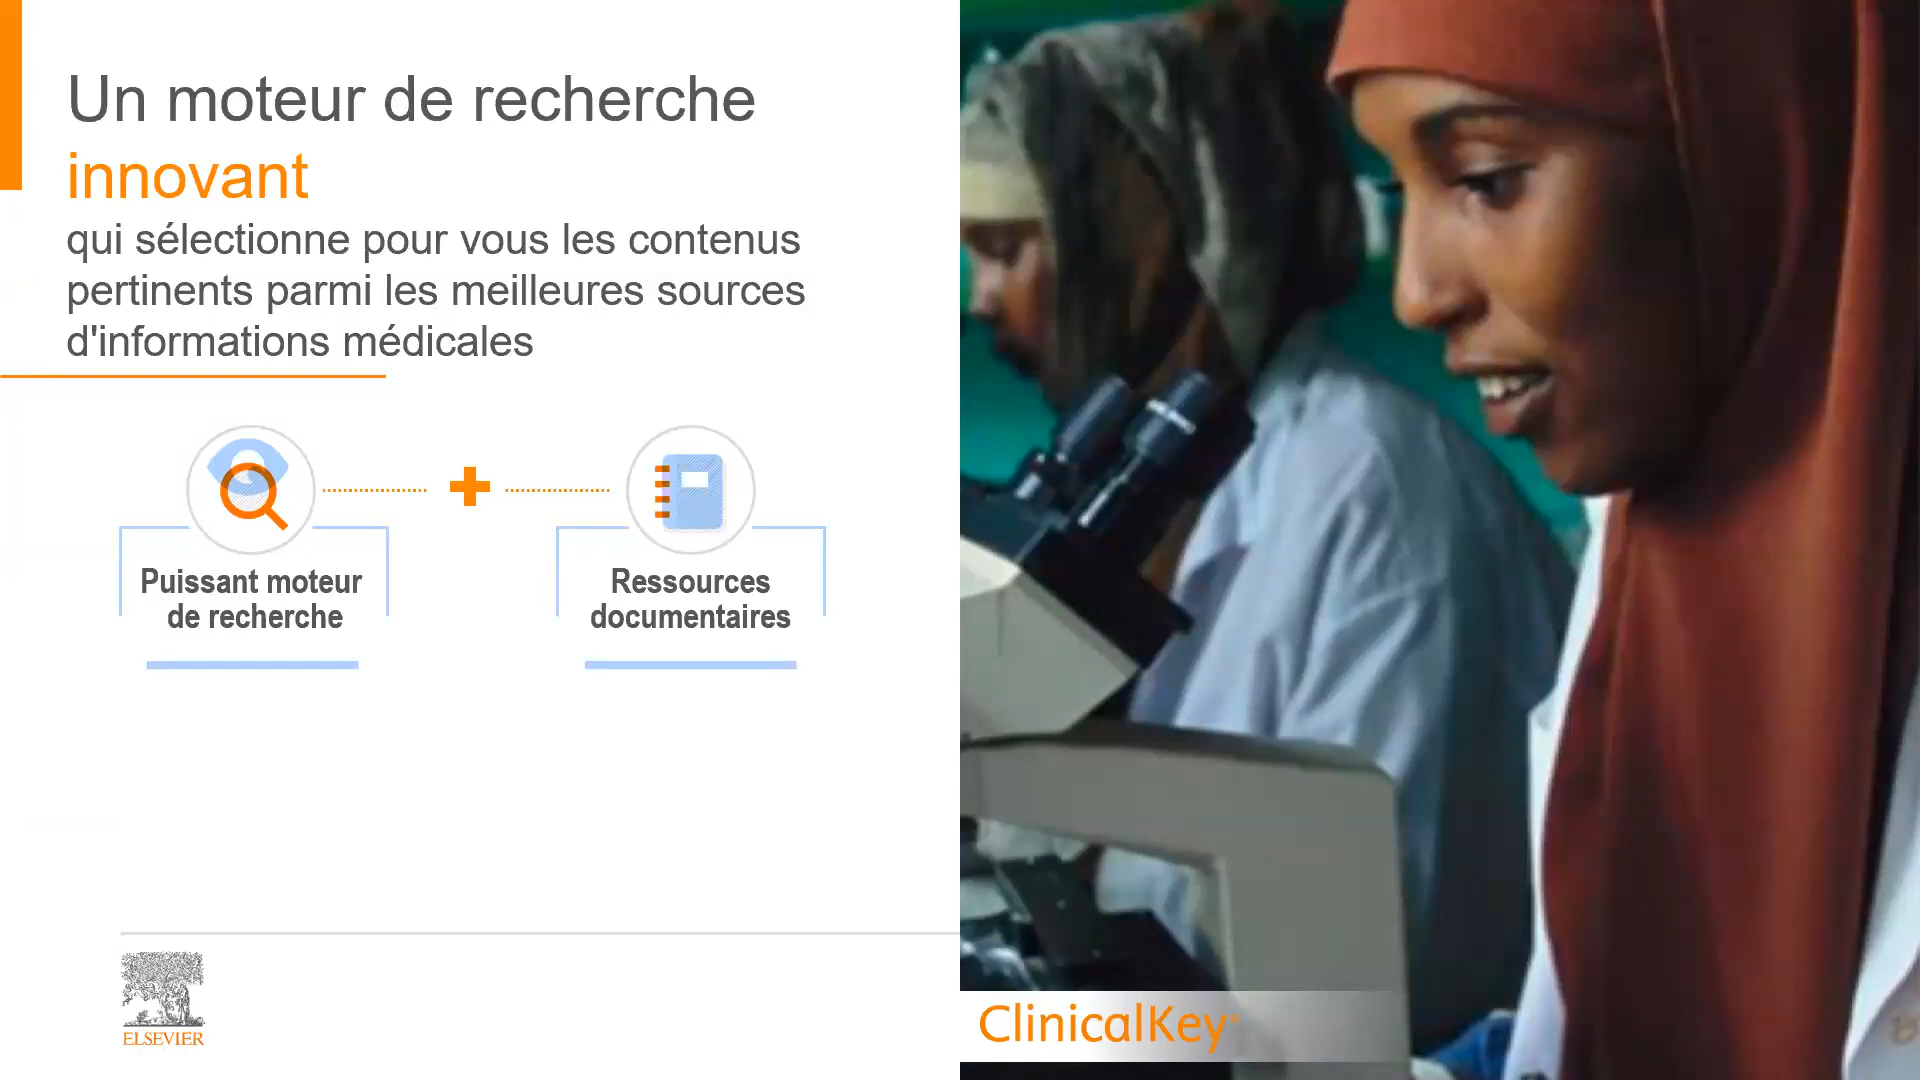 Un moteur de recherche
innovant
qui sélectionne pour vous les contenus
pertinents parmi les meilleures sources
d'informations médicales
Puissant moteur
de recherche
Ressources
documentaires
ELSEVIER
ClinicalKey